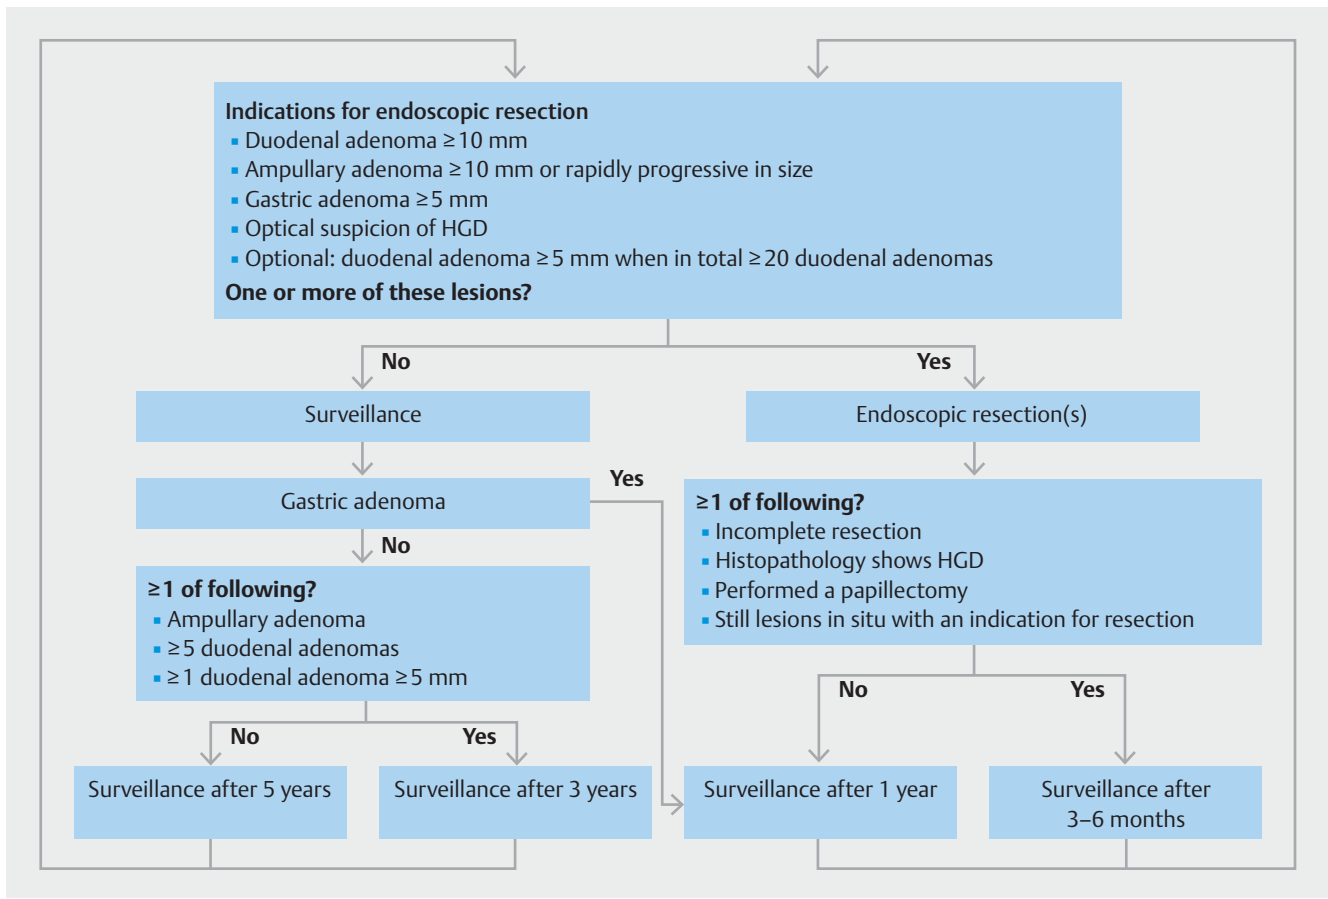 Indications for endoscopic resection
▪ Duodenal adenoma ≥10 mm
▪ Ampullary adenoma ≥10 mm or rapidly progressive in size
▪ Gastric adenoma ≥5 mm
▪ Optical suspicion of HGD
▪ Optional: duodenal adenoma ≥5 mm when in total ≥20 duodenal adenomas
One or more of these lesions?
No
Yes
Surveillance
Endoscopic resection(s)
Gastric adenoma
Yes
No
≥1 of following?
▪ Ampullary adenoma
▪ ≥5 duodenal adenomas
▪ ≥1 duodenal adenoma ≥5 mm
≥1 of following?
▪ Incomplete resection
▪ Histopathology shows HGD
▪ Performed a papillectomy
▪ Still lesions in situ with an indication for resection
No
Yes
No
Yes
Surveillance after 5 years
Surveillance after 3 years
Surveillance after 1 year
Surveillance after
3–6 months